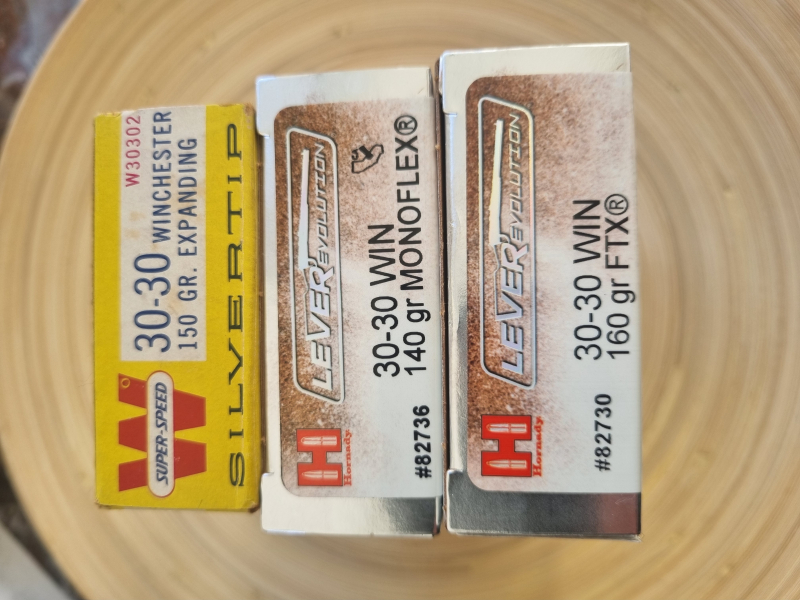 W30302
30-30 WINCHESTER
150 GR. EXPANDING
W
SUPER-SPEED
SILVERTIP
LEVEREVOLUTION
H
Hornady
30-30 WIN
140 gr MONOFLEX®
#82736
LEVEREVOLUTION
H
Hornady
30-30 WIN
160 gr FTX®
#82730